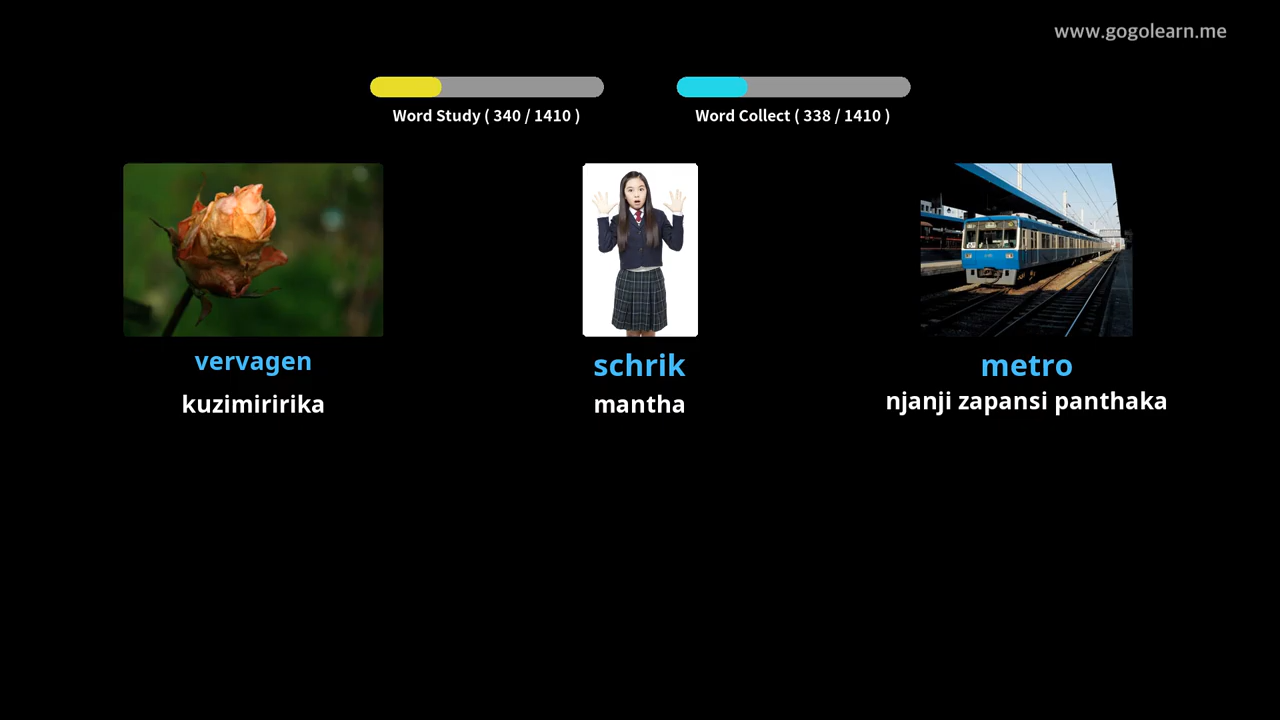 www.gogolearn.me
Word Study ( 340 / 1410 )
Word Collect ( 338 / 1410 )
vervagen
kuzimiririka
schrik
mantha
metro
njanji zapansi panthaka